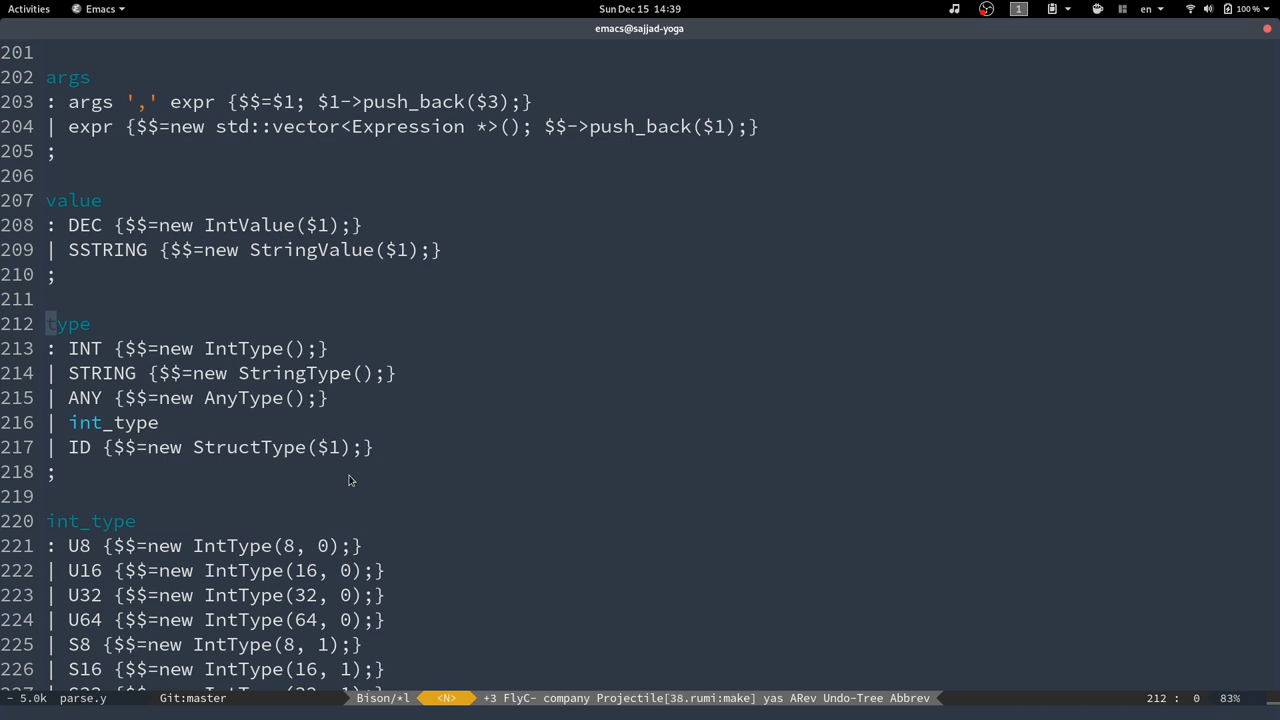 Activities Emacs Sun Dec 15 14:39 1 en 100 %
emacs@sajjad-yoga
201
202 args
203 : args ',' expr {$$=$1; $1->push_back($3);}
204 | expr {$$=new std::vector<Expression *>(); $$->push_back($1);}
205 ;
206
207 value
208 : DEC {$$=new IntValue($1);}
209 | SSTRING {$$=new StringValue($1);}
210 ;
211
212 type
213 : INT {$$=new IntType();}
214 | STRING {$$=new StringType();}
215 | ANY {$$=new AnyType();}
216 | int_type
217 | ID {$$=new StructType($1);}
218 ;
219
220 int_type
221 : U8 {$$=new IntType(8, 0);}
222 | U16 {$$=new IntType(16, 0);}
223 | U32 {$$=new IntType(32, 0);}
224 | U64 {$$=new IntType(64, 0);}
225 | S8 {$$=new IntType(8, 1);}
226 | S16 {$$=new IntType(16, 1);}
- 5.0k parse.y Git:master Bison/*l <N> +3 FlyC- company Projectile[38.rumi:make] yas ARev Undo-Tree Abbrev 212 : 0 83%